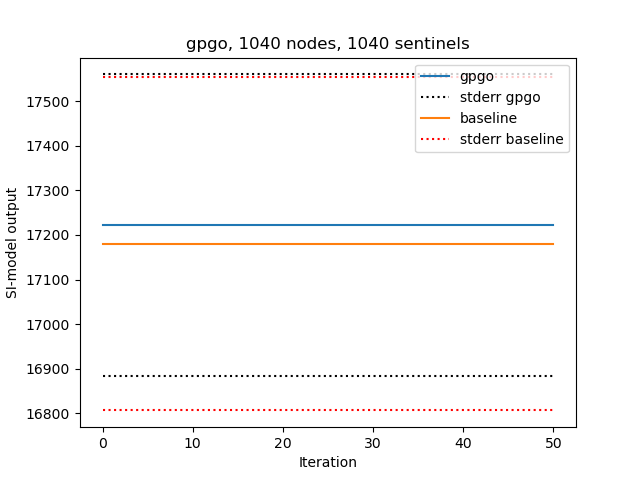 gpgo, 1040 nodes, 1040 sentinels
gpgo
stderr gpgo
baseline
stderr baseline
SI-model output
17500
17400
17300
17200
17100
17000
16900
16800
0 10 20 30 40 50
Iteration